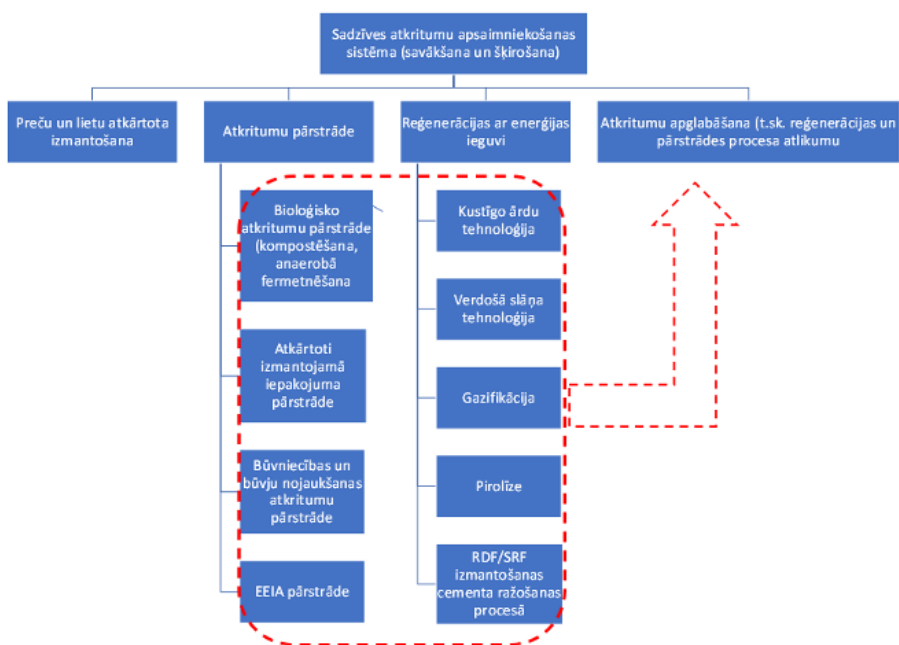 Sadzīves atkritumu apsaimniekošanas
sistēma (savākšana un šķirošana)
Preču un lietu atkārtota
izmantošana
Atkritumu pārstrāde
Reģenerācijas ar enerģijas
ieguvi
Atkritumu apglabāšana (t.sk. reģenerācijas un
pārstrādes procesa atlikumu
Bioloģisko
atkritumu pārstrāde
(kompostēšana,
anaerobā
fermetnēšana
Atkārtoti
izmantojamā
iepakojuma
pārstrāde
Būvniecības un
būvju nojaukšanas
atkritumu
pārstrāde
EEIA pārstrāde
Kustīgo ārdu
tehnoloģija
Verdošā slāņa
tehnoloģija
Gazifikācija
Pirolīze
RDF/SRF
izmantošanas
cementa ražošanas
procesā